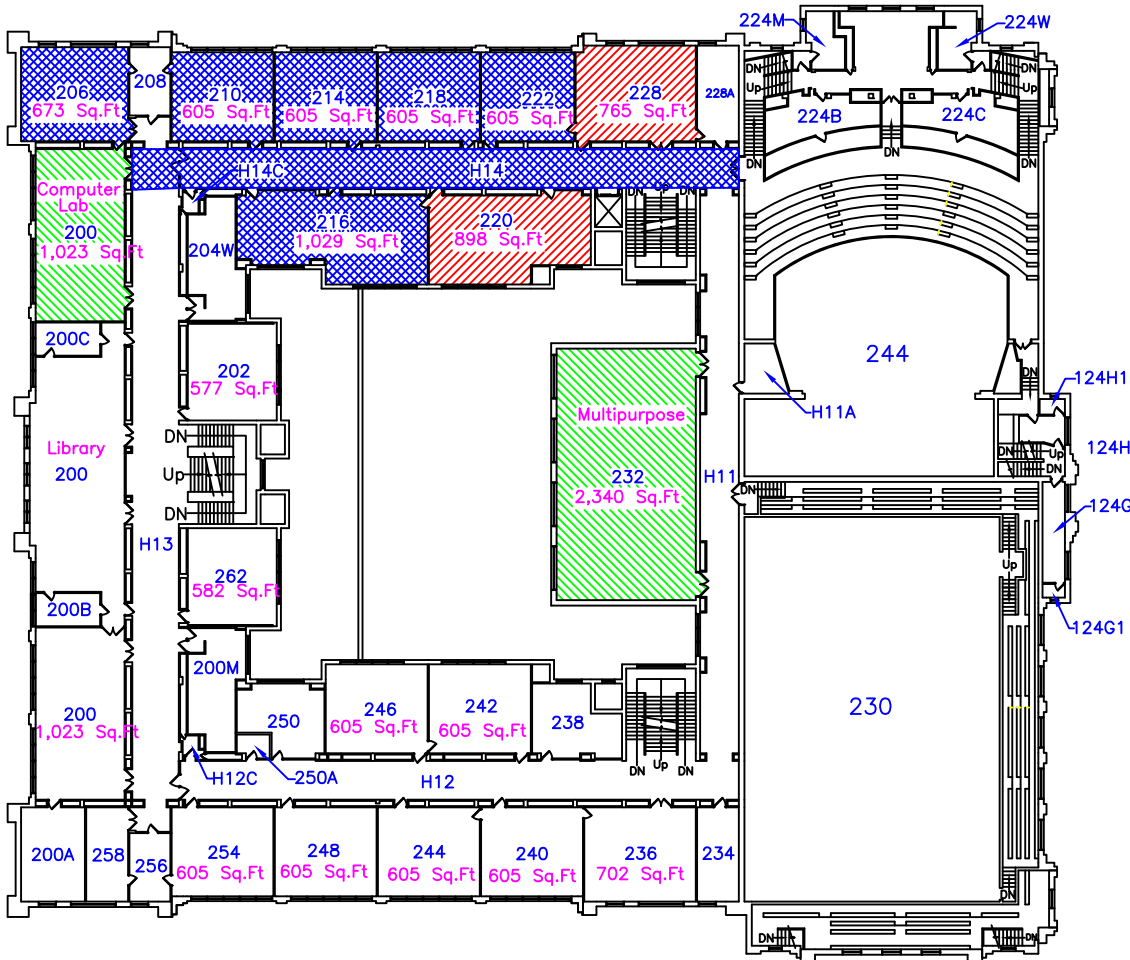 224M
224W
206
673 Sq.Ft
208
210
605 Sq.Ft
214
605 Sq.Ft
218
605 Sq.Ft
222
605 Sq.Ft
228
765 Sq.Ft
228A
DN
Up
DN
224B
224C
DN
Up
DN
DN
H14C
H14
Computer
Lab
200
1,023 Sq.Ft
204W
216
1,029 Sq.Ft
220
898 Sq.Ft
DN
Up
DN
200C
202
577 Sq.Ft
244
DN
124H1
H11A
Multipurpose
232
2,340 Sq.Ft
Library
200
DN
Up
DN
H11
DN
Up
DN
124H
DN
124G
H13
262
582 Sq.Ft
Up
200B
124G1
200M
200
1,023 Sq.Ft
250
246
605 Sq.Ft
242
605 Sq.Ft
238
230
DN
Up
DN
H12C
250A
H12
200A
258
256
254
605 Sq.Ft
248
605 Sq.Ft
244
605 Sq.Ft
240
605 Sq.Ft
236
702 Sq.Ft
234
DN
DN
DN